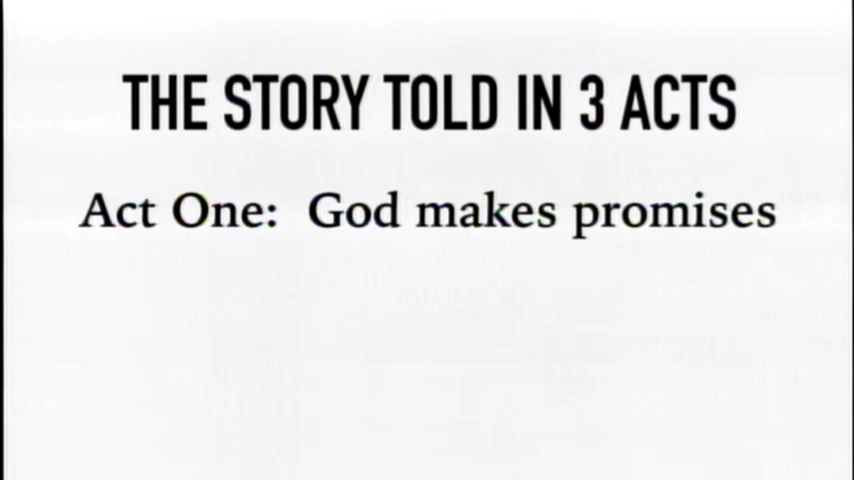 THE STORY TOLD IN 3 ACTS
Act One: God makes promises